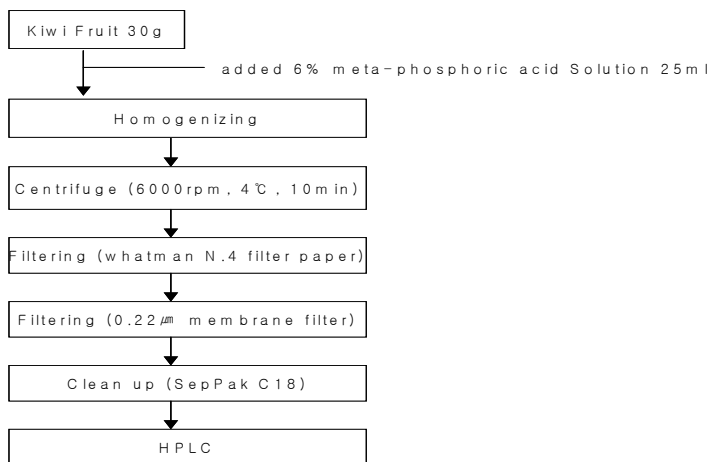 Kiwi Fruit 30g
added 6% meta-phosphoric acid Solution 25ml
Homogenizing
Centrifuge (6000rpm, 4℃, 10min)
Filtering (whatman N.4 filter paper)
Filtering (0.22㎛ membrane filter)
Clean up (SepPak C18)
HPLC